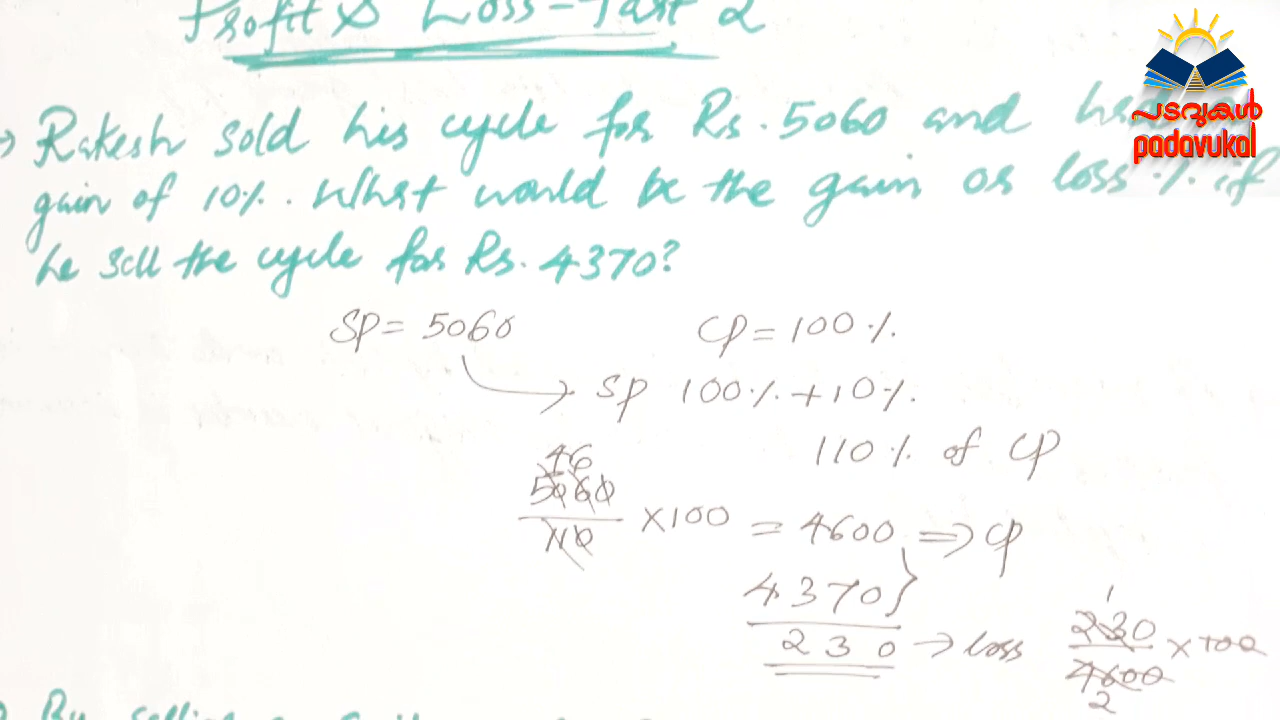 Profit & Loss - Part 2
Rakesh sold his cycle for Rs. 5060 and
gain of 10%. What would be the gain or loss % if
he sell the cycle for Rs. 4370?
SP = 5060
CP = 100%
SP 100% + 10%
110% of CP
46
5060
110
× 100 = 4600 ⇒ CP
4370
230 → loss
1
230
4600
× 100
2
By selling
പടവുകൾ
padavukal